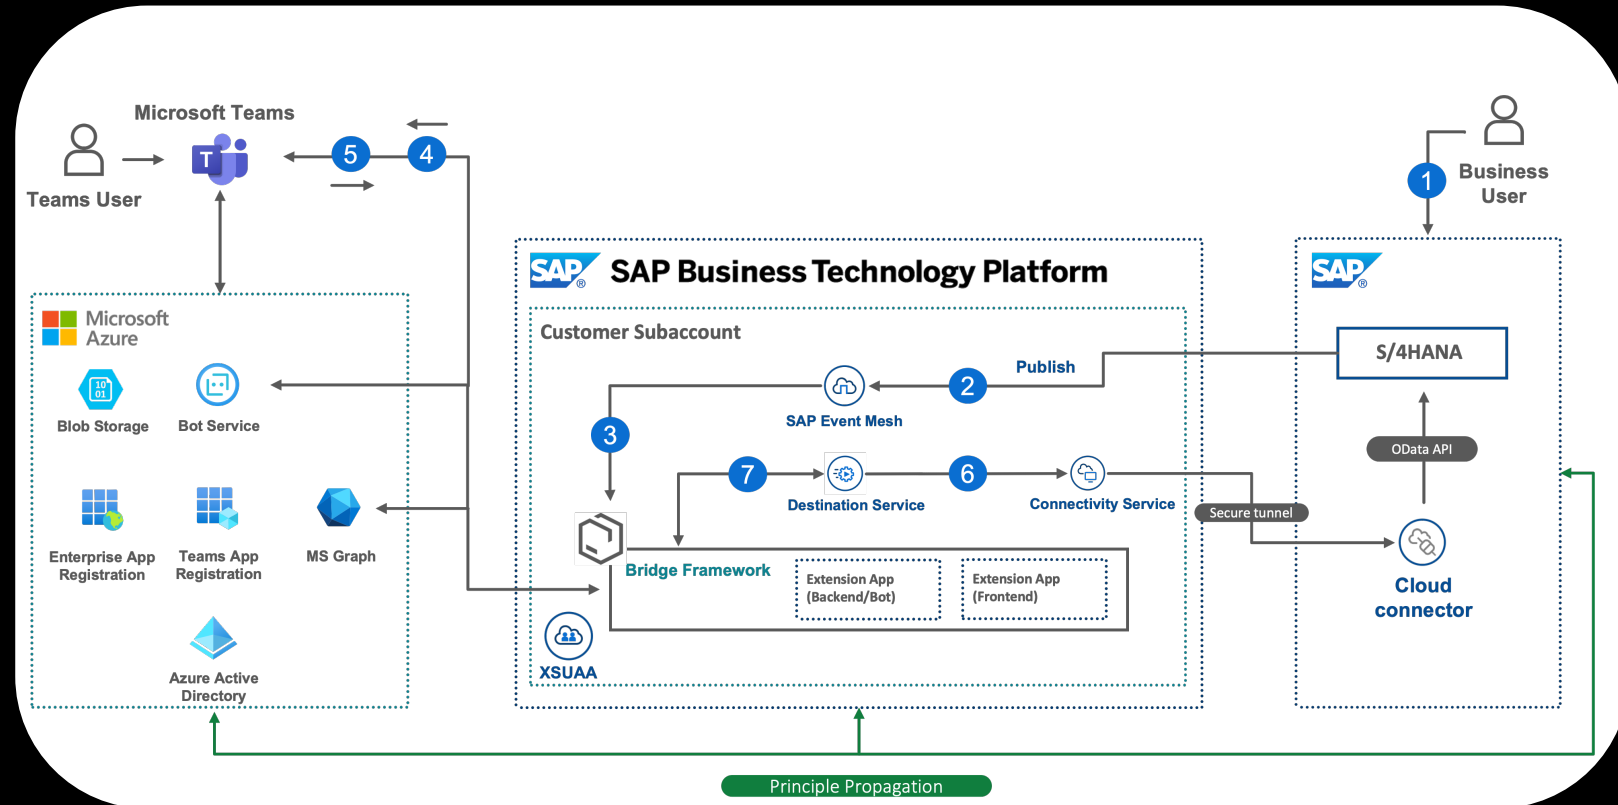 Microsoft Teams
T
5
4
Teams User
1
Business
User
SAP
®
SAP Business Technology Platform
SAP
®
Microsoft
Azure
Customer Subaccount
S/4HANA
Publish
2
10
01
Blob Storage
Bot Service
SAP Event Mesh
3
OData API
7
6
Destination Service
Connectivity Service
Secure tunnel
Enterprise App
Registration
Teams App
Registration
MS Graph
Bridge Framework
Extension App
(Backend/Bot)
Extension App
(Frontend)
Cloud
connector
XSUAA
Azure Active
Directory
Principle Propagation